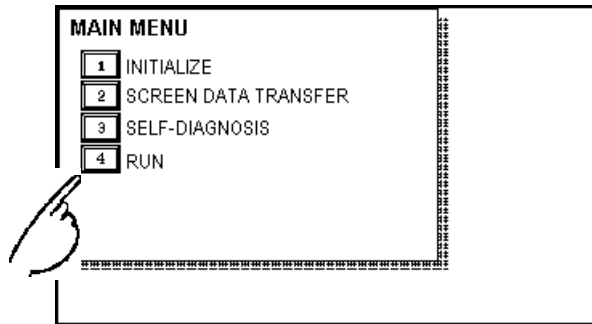 MAIN MENU
1 INITIALIZE
2 SCREEN DATA TRANSFER
3 SELF-DIAGNOSIS
4 RUN